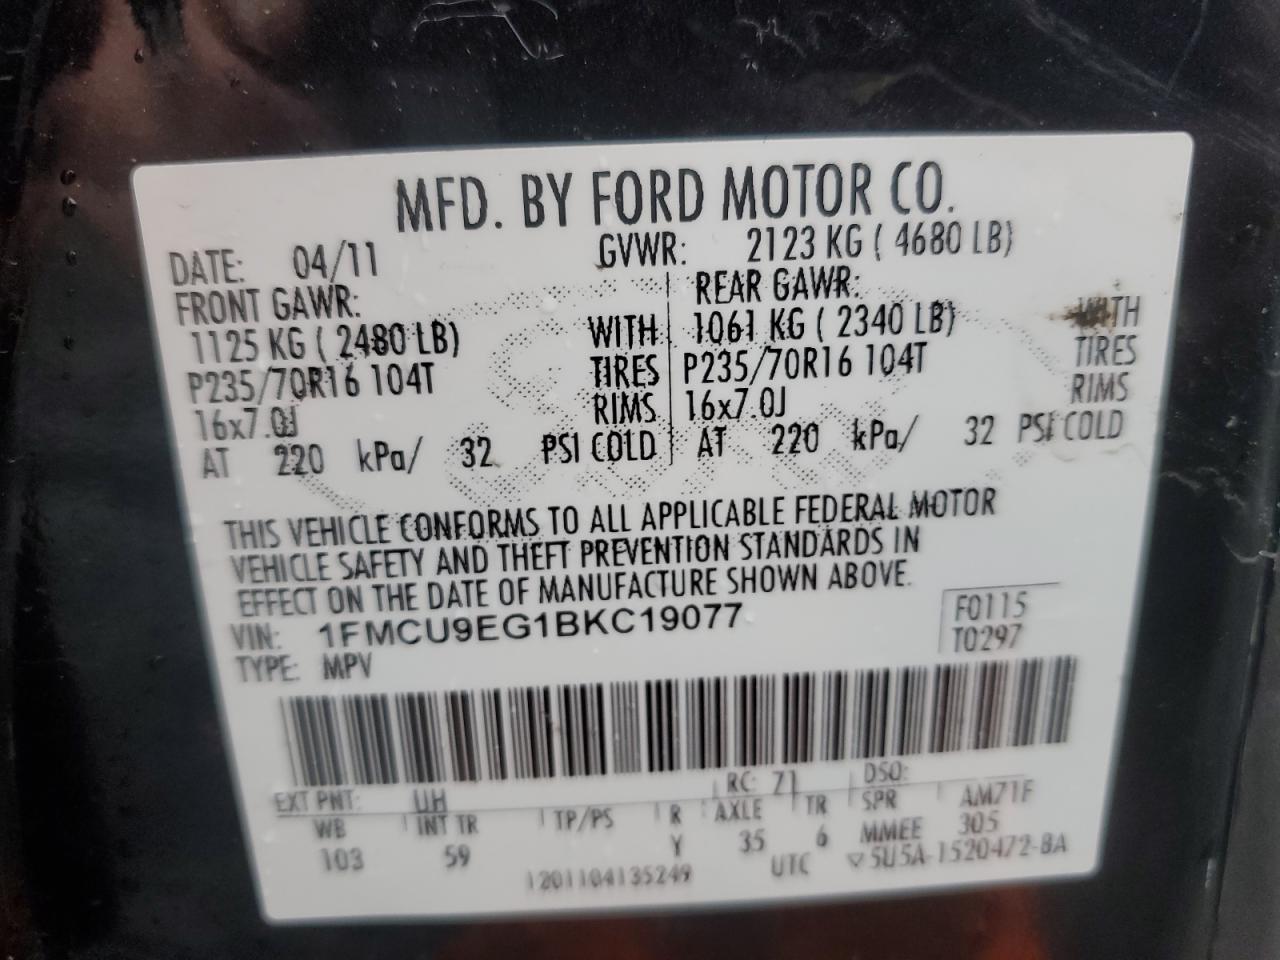 MFD. BY FORD MOTOR CO.
DATE: 04/11 GVWR: 2123 KG ( 4680 LB)
FRONT GAWR: REAR GAWR:
1125 KG ( 2480 LB) WITH 1061 KG ( 2340 LB) WITH
P235/70R16 104T TIRES P235/70R16 104T TIRES
16x7.0J RIMS 16x7.0J RIMS
AT 220 kPa/ 32 PSI COLD AT 220 kPa/ 32 PSI COLD
THIS VEHICLE CONFORMS TO ALL APPLICABLE FEDERAL MOTOR
VEHICLE SAFETY AND THEFT PREVENTION STANDARDS IN
EFFECT ON THE DATE OF MANUFACTURE SHOWN ABOVE.
VIN: 1FMCU9EG1BKC19077 F0115
TYPE: MPV T0297
EXT PNT: UH RC: 71 DSO:
WB INT TR TP/PS R AXLE TR SPR AM71F
103 59 Y 35 6 MMEE 305
1201104135249 UTC ▽5U5A-1520472-BA